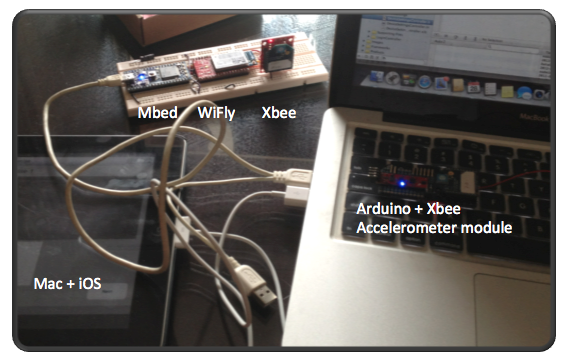 Mbed WiFly Xbee
Arduino + Xbee
Accelerometer module
Mac + iOS